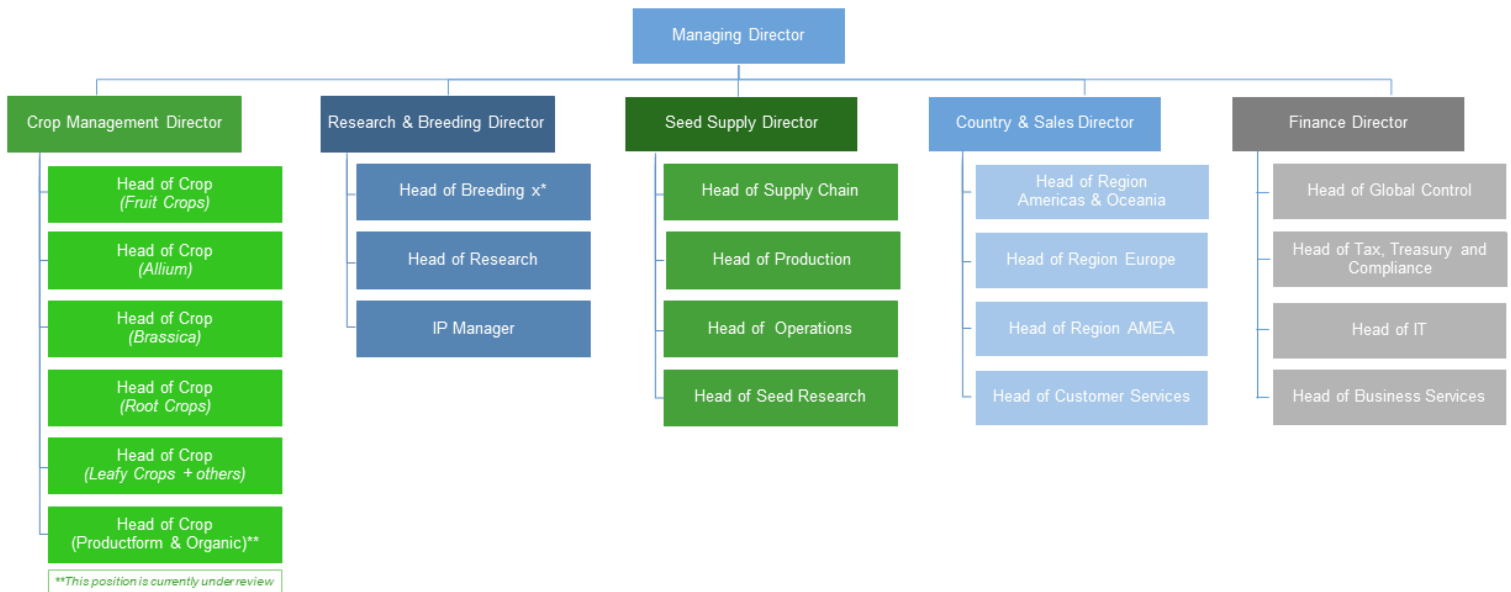 Managing Director
Crop Management Director
Research & Breeding Director
Seed Supply Director
Country & Sales Director
Finance Director
Head of Crop
(Fruit Crops)
Head of Crop
(Allium)
Head of Crop
(Brassica)
Head of Crop
(Root Crops)
Head of Crop
(Leafy Crops + others)
Head of Crop
(Productform & Organic)**
**This position is currently under review
Head of Breeding x*
Head of Research
IP Manager
Head of Supply Chain
Head of Production
Head of Operations
Head of Seed Research
Head of Region
Americas & Oceania
Head of Region Europe
Head of Region AMEA
Head of Customer Services
Head of Global Control
Head of Tax, Treasury and
Compliance
Head of IT
Head of Business Services